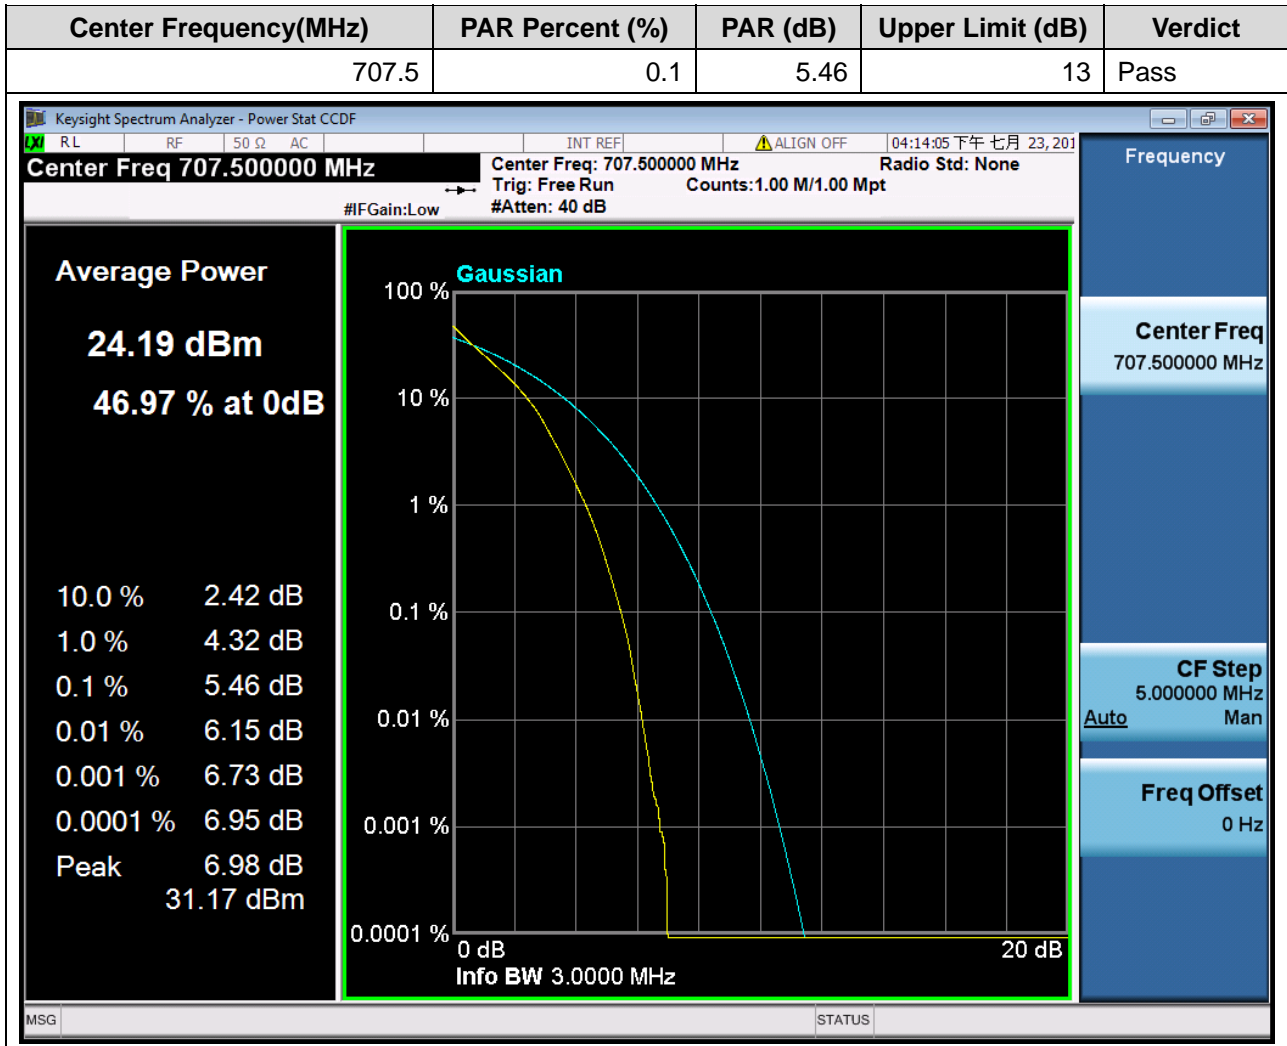 Center Frequency(MHz) PAR Percent (%) PAR (dB) Upper Limit (dB) Verdict
707.5 0.1 5.46 13 Pass
Keysight Spectrum Analyzer - Power Stat CCDF
LXI RL RF 50 Ω AC INT REF ALIGN OFF 04:14:05下午 七月 23, 201
Center Freq 707.500000 MHz
Center Freq: 707.500000 MHz Radio Std: None
Trig: Free Run Counts:1.00 M/1.00 Mpt
#IFGain:Low #Atten: 40 dB
Average Power
24.19 dBm
46.97 % at 0dB
10.0 % 2.42 dB
1.0 % 4.32 dB
0.1 % 5.46 dB
0.01 % 6.15 dB
0.001 % 6.73 dB
0.0001 % 6.95 dB
Peak 6.98 dB
31.17 dBm
Gaussian
100 %
10 %
1 %
0.1 %
0.01 %
0.001 %
0.0001 %
0 dB 20 dB
Info BW 3.0000 MHz
Frequency
Center Freq
707.500000 MHz
CF Step
5.000000 MHz
Auto Man
Freq Offset
0 Hz
MSG STATUS